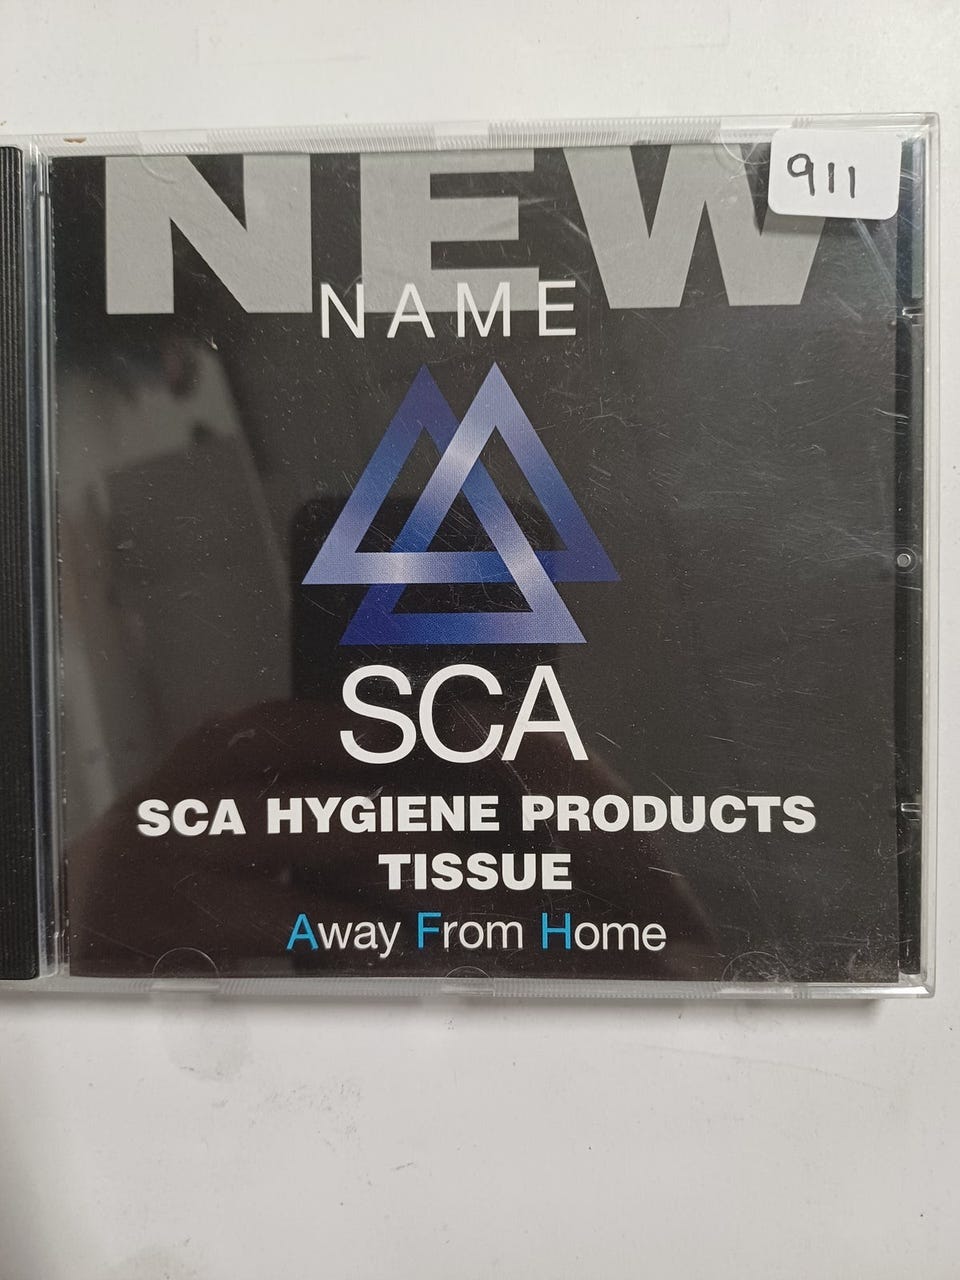 NEW
911
NAME
SCA
SCA HYGIENE PRODUCTS
TISSUE
Away From Home